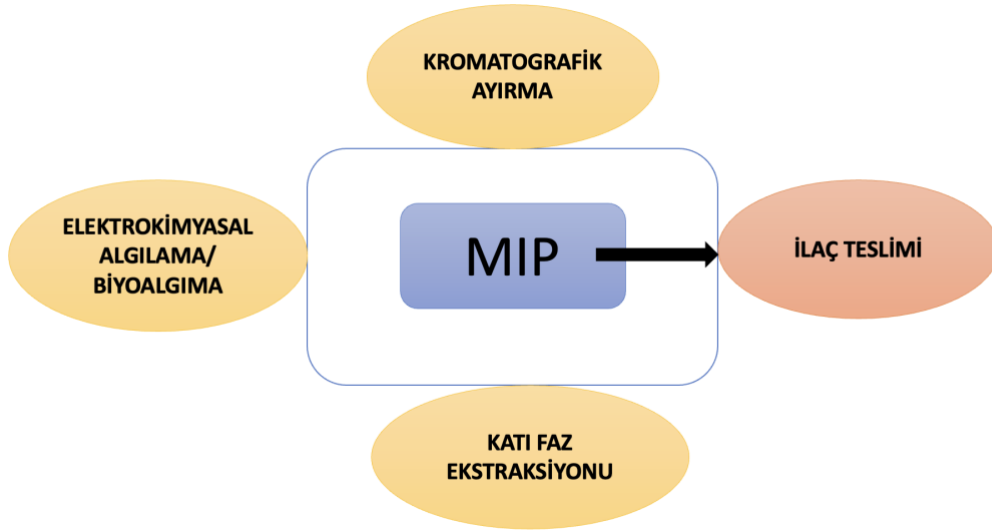 KROMATOGRAFİK
AYIRMA
ELEKTROKİMYASAL
ALGILAMA/
BİYOALGIMA
MIP
İLAÇ TESLİMİ
KATI FAZ
EKSTRAKSİYONU